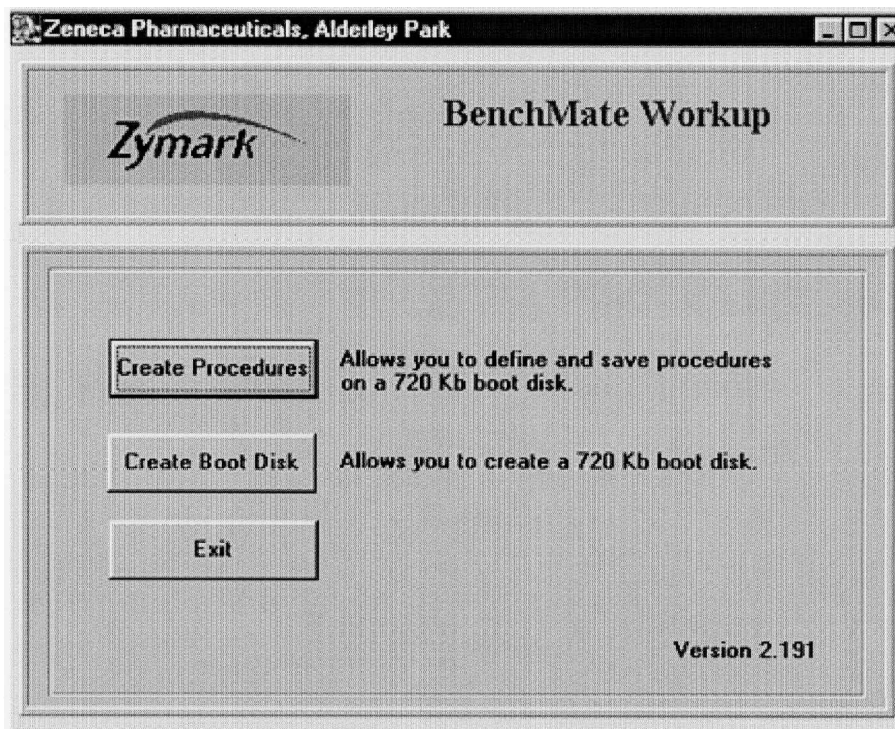 Zeneca Pharmaceuticals, Alderley Park
Zymark
BenchMate Workup
Create Procedures
Allows you to define and save procedures
on a 720 Kb boot disk.
Create Boot Disk
Allows you to create a 720 Kb boot disk.
Exit
Version 2.191